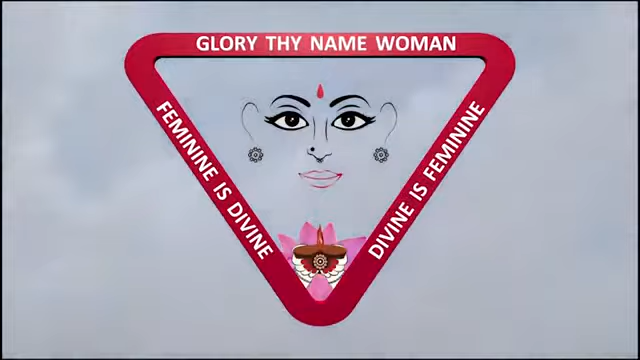 GLORY THY NAME WOMAN
FEMININE IS DIVINE
DIVINE IS FEMININE